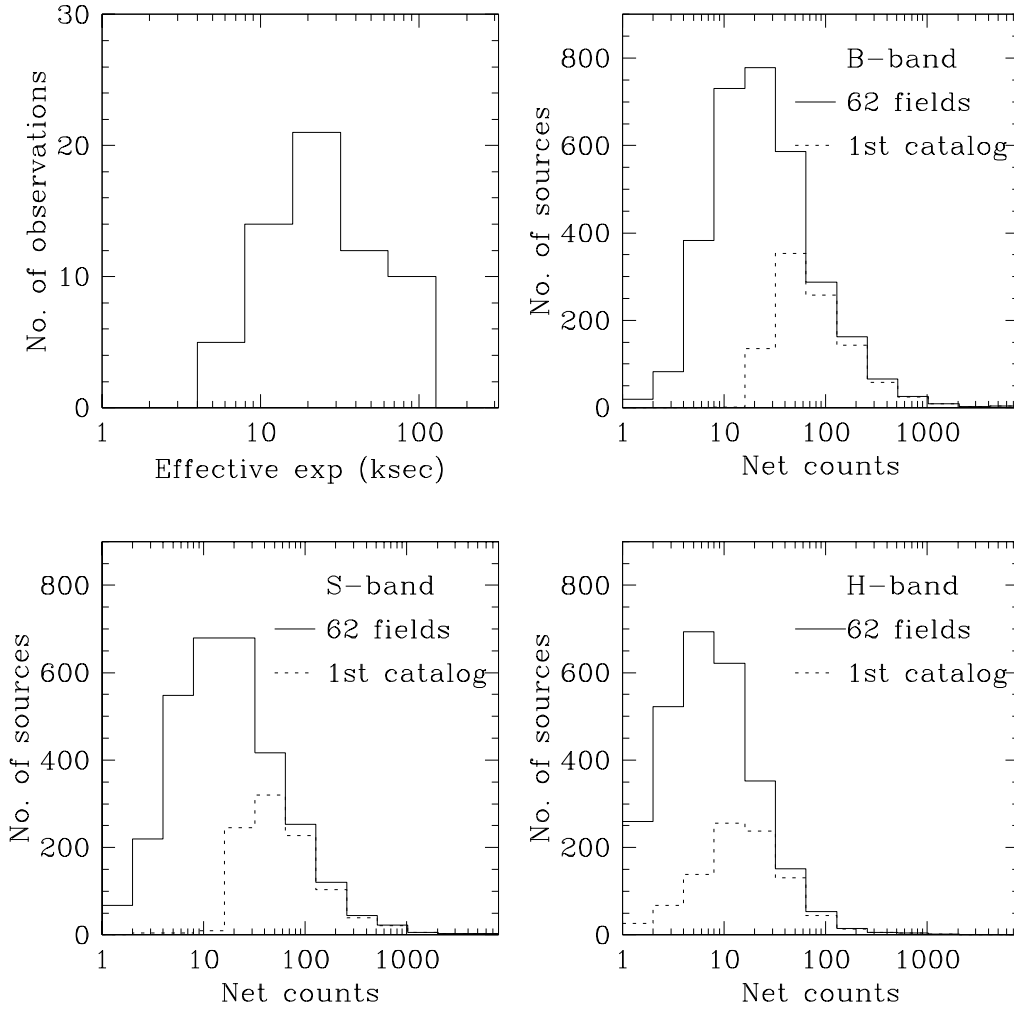 30
20
10
0
No. of observations
1 10 100
Effective exp (ksec)
800
600
400
200
0
No. of sources
B-band
62 fields
1st catalog
1 10 100 1000
Net counts
800
600
400
200
0
No. of sources
S-band
62 fields
1st catalog
1 10 100 1000
Net counts
800
600
400
200
0
No. of sources
H-band
62 fields
1st catalog
1 10 100 1000
Net counts